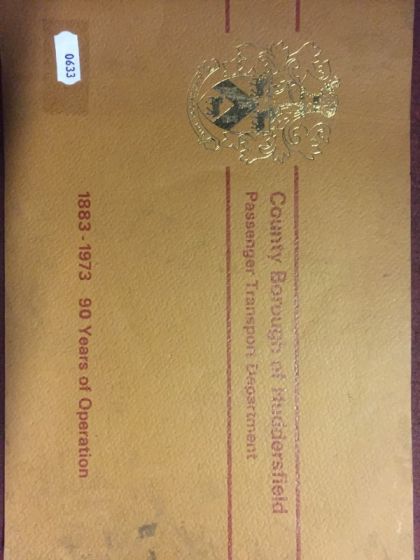 0633
County Borough of Huddersfield
Passenger Transport Department
1883 - 1973 90 Years of Operation